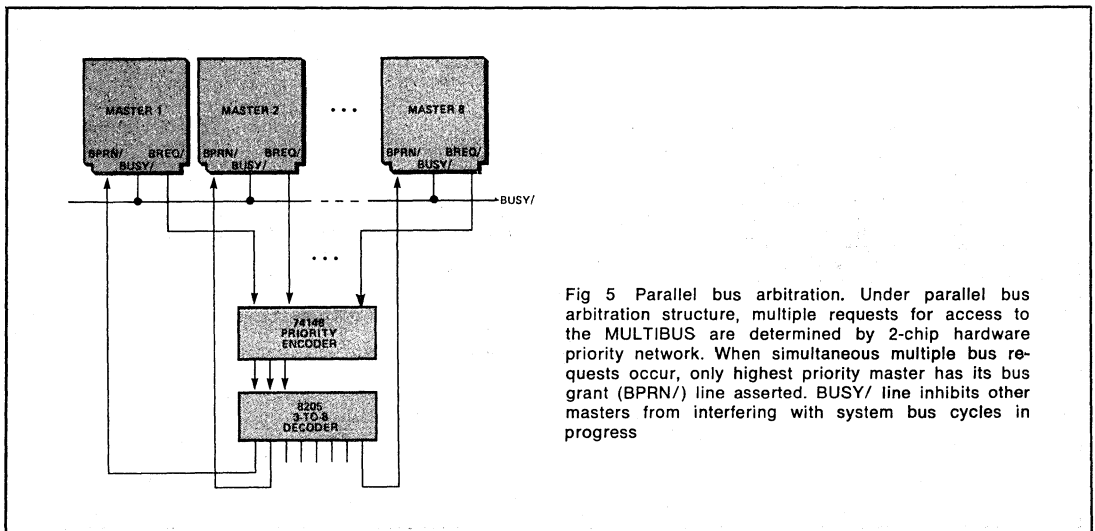 MASTER 1
MASTER 2
MASTER 8
BPRN/
BREQ/
BUSY/
BPRN/
BREQ/
BUSY/
BPRN/
BREQ/
BUSY/
BUSY/
74148
PRIORITY
ENCODER
8205
3-TO-8
DECODER
Fig 5 Parallel bus arbitration. Under parallel bus
arbitration structure, multiple requests for access to
the MULTIBUS are determined by 2-chip hardware
priority network. When simultaneous multiple bus re-
quests occur, only highest priority master has its bus
grant (BPRN/) line asserted. BUSY/ line inhibits other
masters from interfering with system bus cycles in
progress